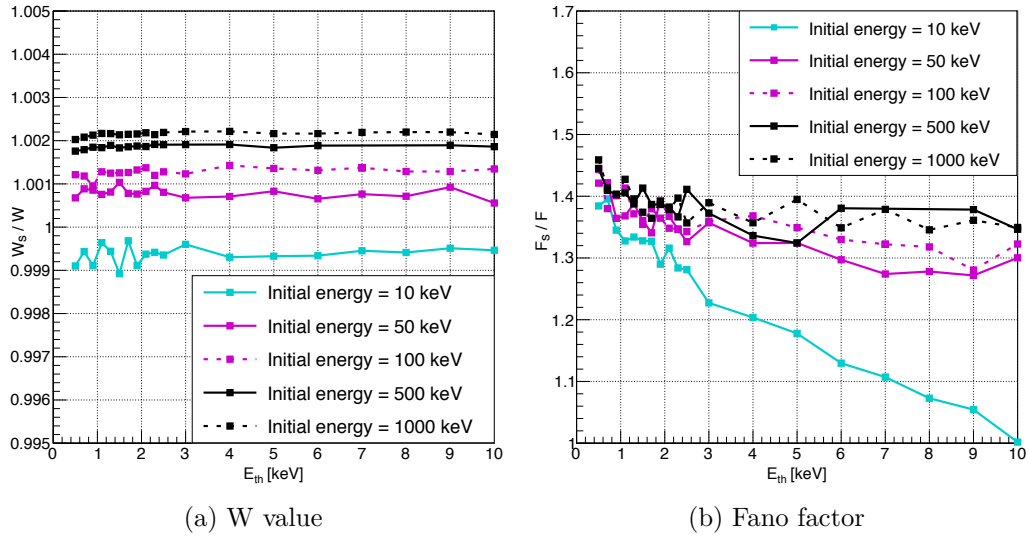 1.005
1.004
1.003
1.002
1.001
1
0.999
0.998
0.997
0.996
0.995
W_s / W
Initial energy = 10 keV
Initial energy = 50 keV
Initial energy = 100 keV
Initial energy = 500 keV
Initial energy = 1000 keV
0 1 2 3 4 5 6 7 8 9 10
E_th [keV]
(a) W value
1.7
1.6
1.5
1.4
1.3
1.2
1.1
1
F_s / F
Initial energy = 10 keV
Initial energy = 50 keV
Initial energy = 100 keV
Initial energy = 500 keV
Initial energy = 1000 keV
0 1 2 3 4 5 6 7 8 9 10
E_th [keV]
(b) Fano factor